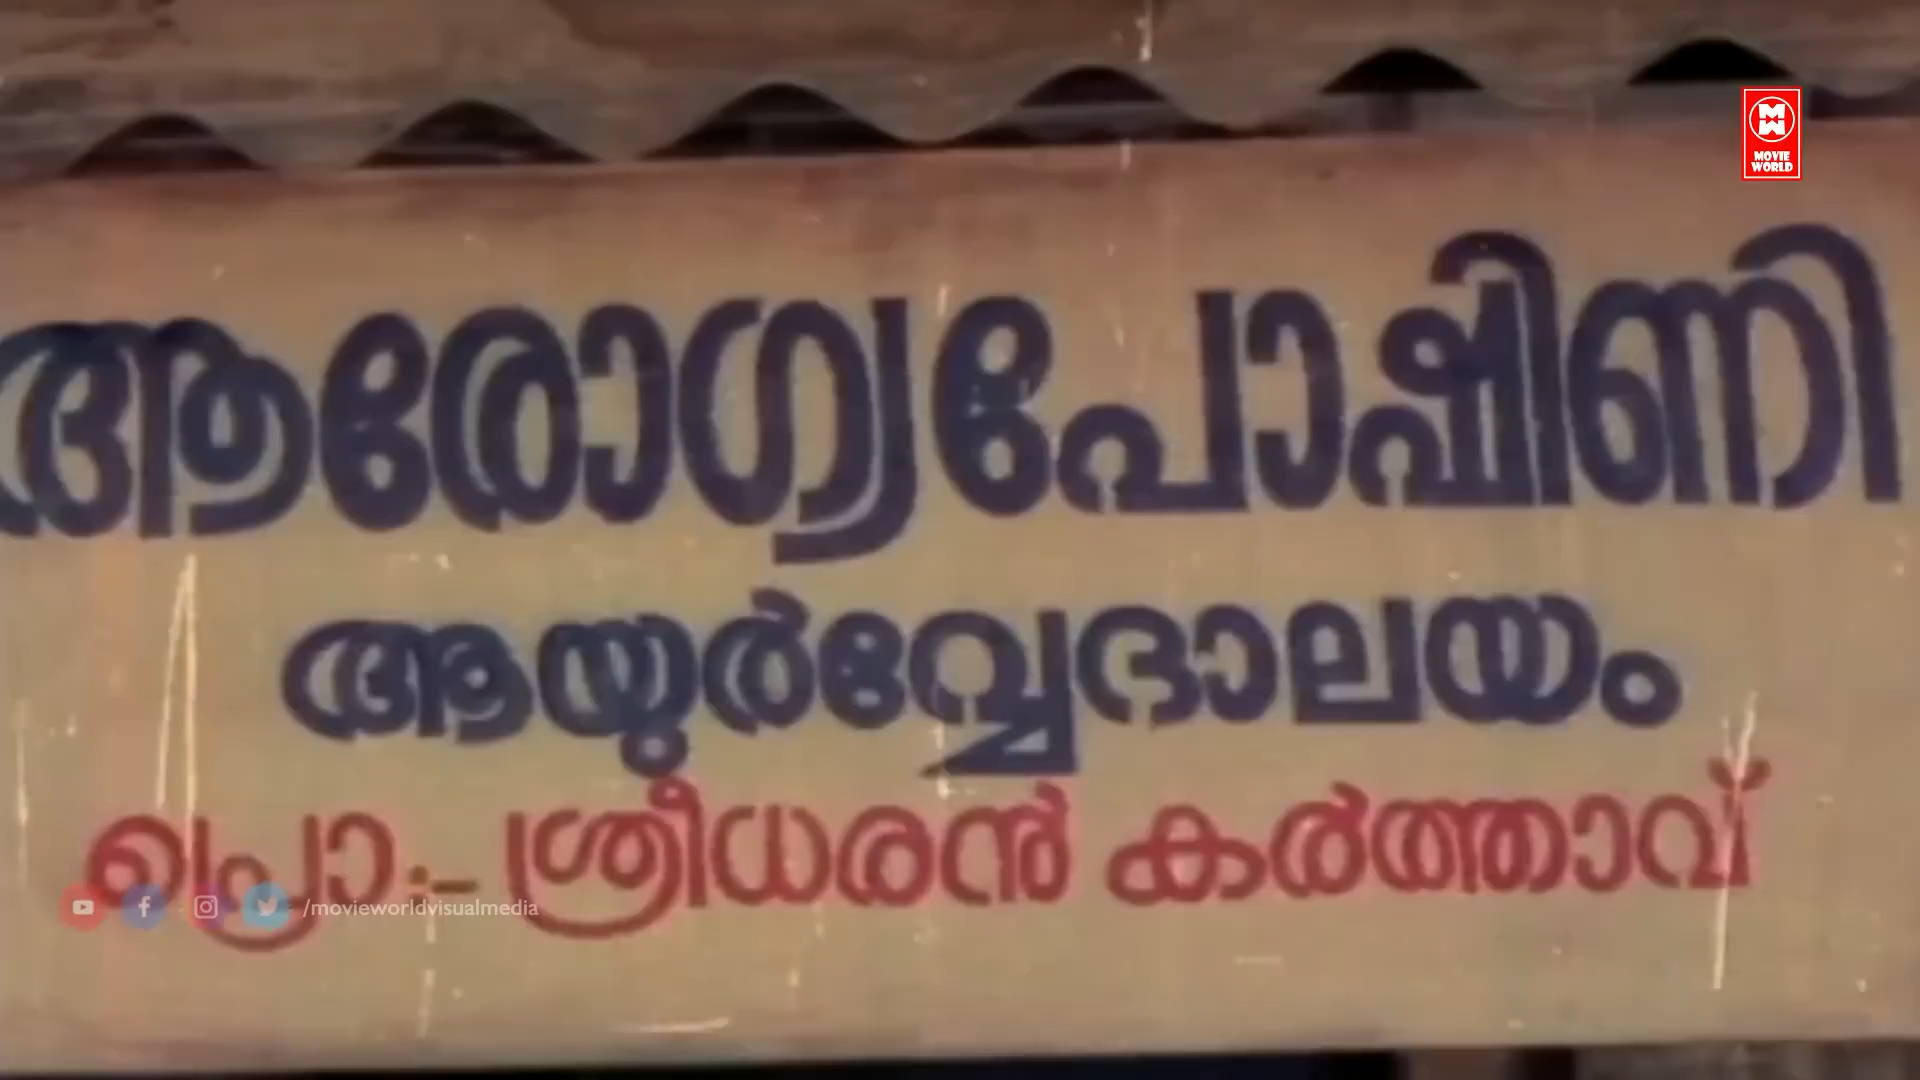 MOVIE
WORLD
ആരോഗ്യപോഷിണി
ആയുർവ്വേദാലയം
പ്രൊ:- ശ്രീധരൻ കർത്താവ്
/movieworldvisualmedia